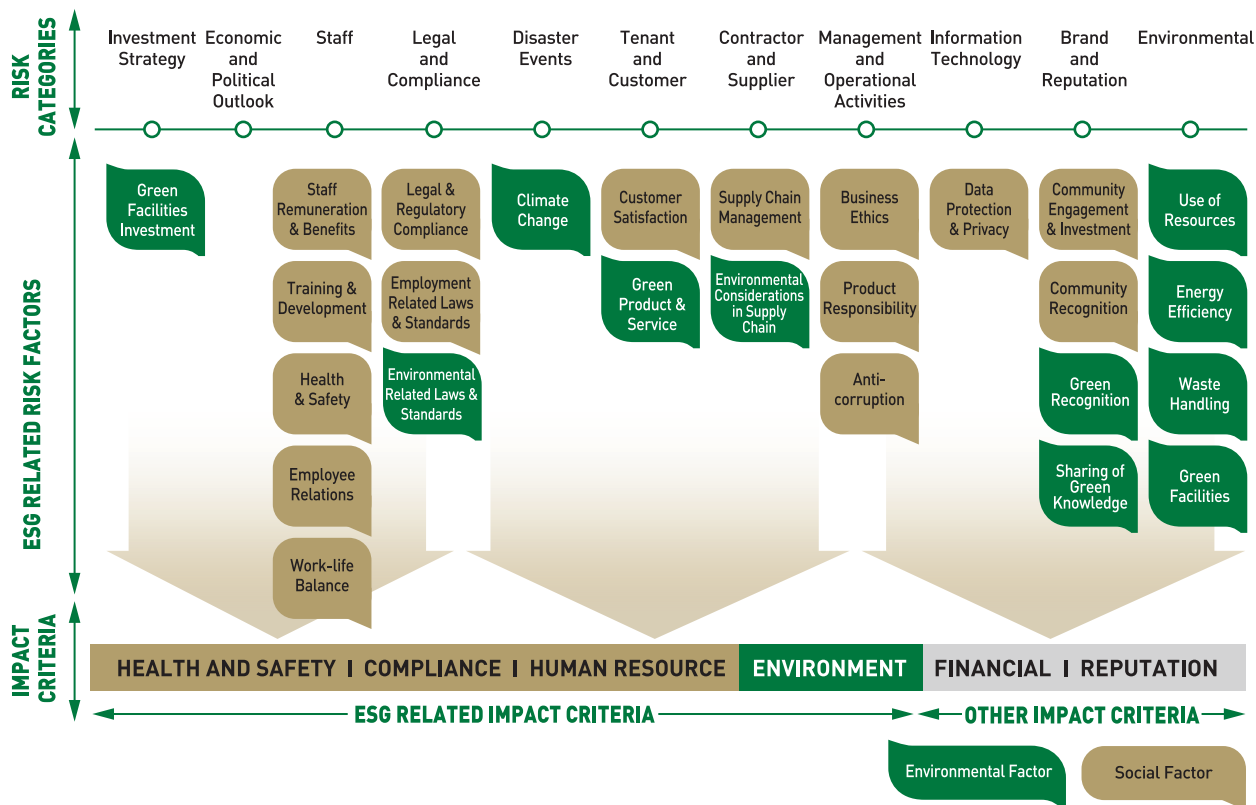 RISK
CATEGORIES
Investment
Strategy
Economic
and
Political
Outlook
Staff
Legal
and
Compliance
Disaster
Events
Tenant
and
Customer
Contractor
and
Supplier
Management
and
Operational
Activities
Information
Technology
Brand
and
Reputation
Environmental
ESG RELATED RISK FACTORS
Green
Facilities
Investment
Staff
Remuneration
& Benefits
Training &
Development
Health
& Safety
Employee
Relations
Work-life
Balance
Legal &
Regulatory
Compliance
Employment
Related Laws
& Standards
Environmental
Related Laws &
Standards
Climate
Change
Customer
Satisfaction
Green
Product &
Service
Supply Chain
Management
Environmental
Considerations
in Supply
Chain
Business
Ethics
Product
Responsibility
Anti-
corruption
Data
Protection
& Privacy
Community
Engagement
& Investment
Community
Recognition
Green
Recognition
Sharing of
Green
Knowledge
Use of
Resources
Energy
Efficiency
Waste
Handling
Green
Facilities
IMPACT
CRITERIA
HEALTH AND SAFETY I COMPLIANCE I HUMAN RESOURCE ENVIRONMENT FINANCIAL I REPUTATION
ESG RELATED IMPACT CRITERIA OTHER IMPACT CRITERIA
Environmental Factor Social Factor